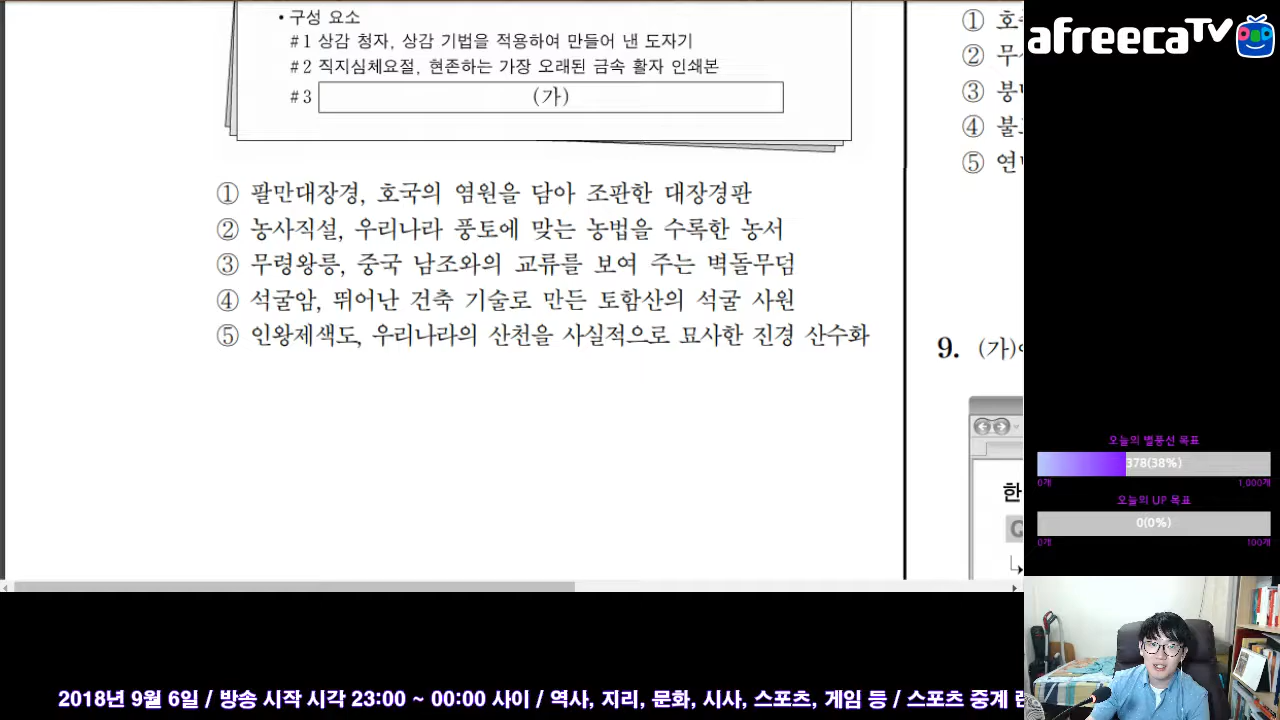 • 구성 요소
#1 상감 청자, 상감 기법을 적용하여 만들어 낸 도자기
#2 직지심체요절, 현존하는 가장 오래된 금속 활자 인쇄본
#3 (가)
① 팔만대장경, 호국의 염원을 담아 조판한 대장경판
② 농사직설, 우리나라 풍토에 맞는 농법을 수록한 농서
③ 무령왕릉, 중국 남조와의 교류를 보여 주는 벽돌무덤
④ 석굴암, 뛰어난 건축 기술로 만든 토함산의 석굴 사원
⑤ 인왕제색도, 우리나라의 산천을 사실적으로 묘사한 진경 산수화
①
②
③
④
⑤
9. (가)
한
Q
afreecaTV
오늘의 별풍선 목표
378(38%)
0개 1,000개
오늘의 UP 목표
0(0%)
0개 100개
2018년 9월 6일 / 방송 시작 시각 23:00 ~ 00:00 사이 / 역사, 지리, 문화, 시사, 스포츠, 게임 등 / 스포츠 중계